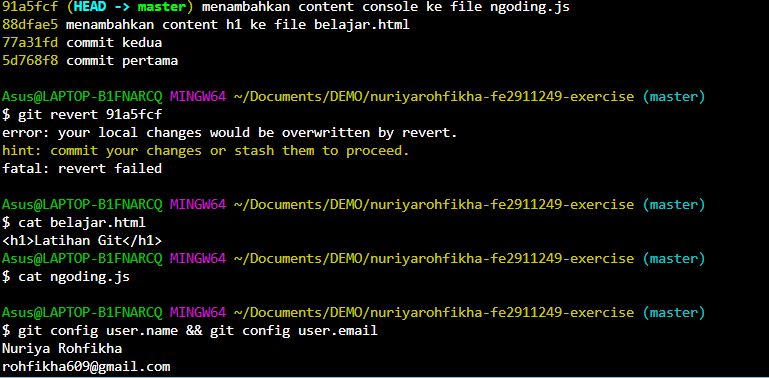 91a5fcf (HEAD -> master) menambahkan content console ke file ngoding.js
88dfae5 menambahkan content h1 ke file belajar.html
77a31fd commit kedua
5d768f8 commit pertama
Asus@LAPTOP-B1FNARCQ MINGW64 ~/Documents/DEMO/nuriyarohfikha-fe2911249-exercise (master)
$ git revert 91a5fcf
error: your local changes would be overwritten by revert.
hint: commit your changes or stash them to proceed.
fatal: revert failed
Asus@LAPTOP-B1FNARCQ MINGW64 ~/Documents/DEMO/nuriyarohfikha-fe2911249-exercise (master)
$ cat belajar.html
<h1>Latihan Git</h1>
Asus@LAPTOP-B1FNARCQ MINGW64 ~/Documents/DEMO/nuriyarohfikha-fe2911249-exercise (master)
$ cat ngoding.js
Asus@LAPTOP-B1FNARCQ MINGW64 ~/Documents/DEMO/nuriyarohfikha-fe2911249-exercise (master)
$ git config user.name && git config user.email
Nuriya Rohfikha
rohfikha609@gmail.com